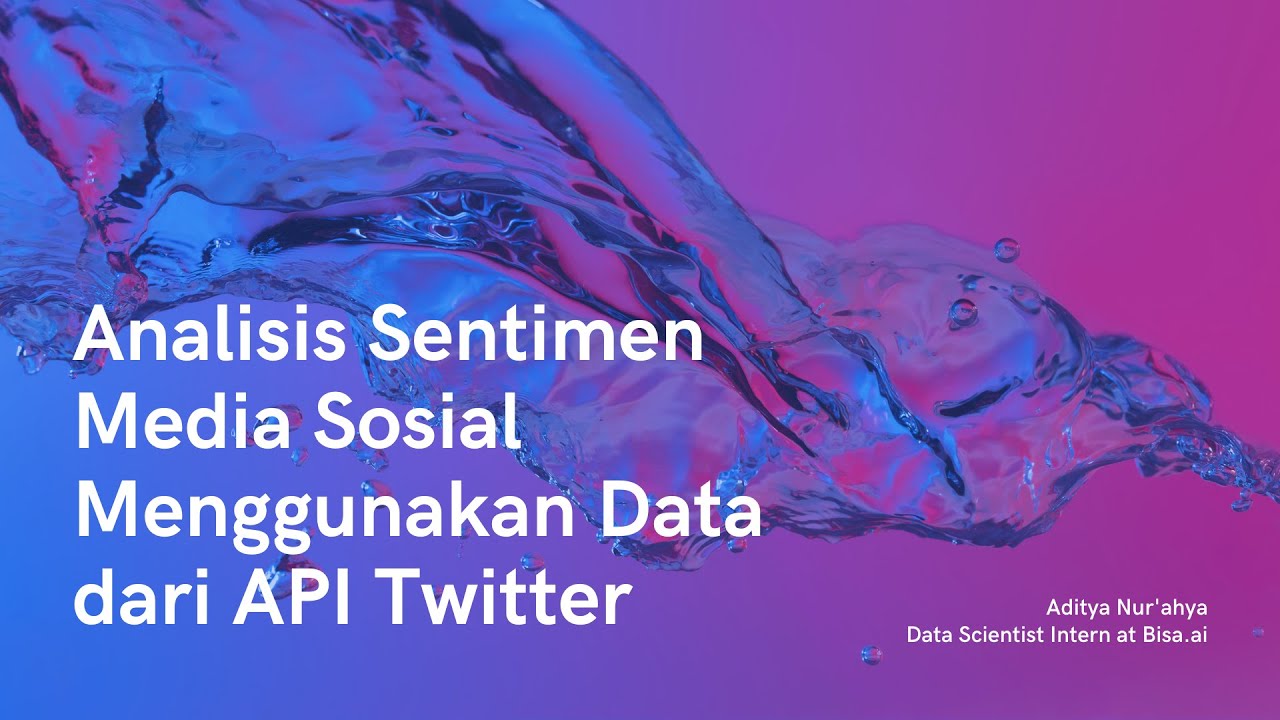 Analisis Sentimen
Media Sosial
Menggunakan Data
dari API Twitter
Aditya Nur'ahya
Data Scientist Intern at Bisa.ai